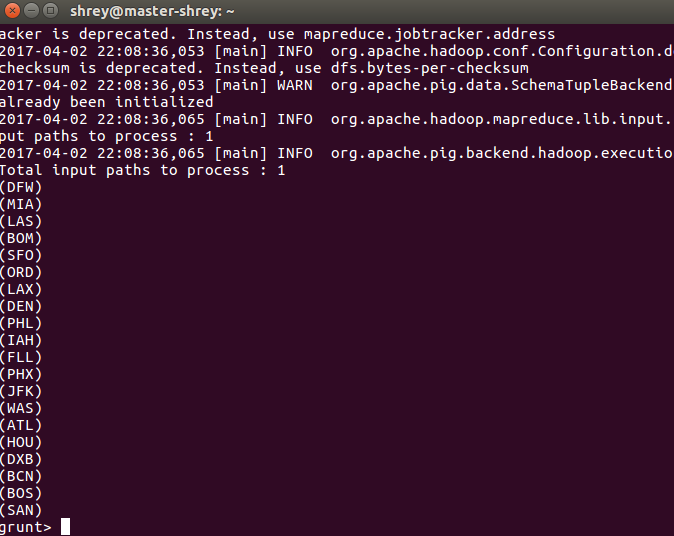 shrey@master-shrey: ~
acker is deprecated. Instead, use mapreduce.jobtracker.address
2017-04-02 22:08:36,053 [main] INFO  org.apache.hadoop.conf.Configuration.de
checksum is deprecated. Instead, use dfs.bytes-per-checksum
2017-04-02 22:08:36,053 [main] WARN  org.apache.pig.data.SchemaTupleBackend
already been initialized
2017-04-02 22:08:36,065 [main] INFO  org.apache.hadoop.mapreduce.lib.input.
put paths to process : 1
2017-04-02 22:08:36,065 [main] INFO  org.apache.pig.backend.hadoop.executio
Total input paths to process : 1
(DFW)
(MIA)
(LAS)
(BOM)
(SFO)
(ORD)
(LAX)
(DEN)
(PHL)
(IAH)
(FLL)
(PHX)
(JFK)
(WAS)
(ATL)
(HOU)
(DXB)
(BCN)
(BOS)
(SAN)
grunt>